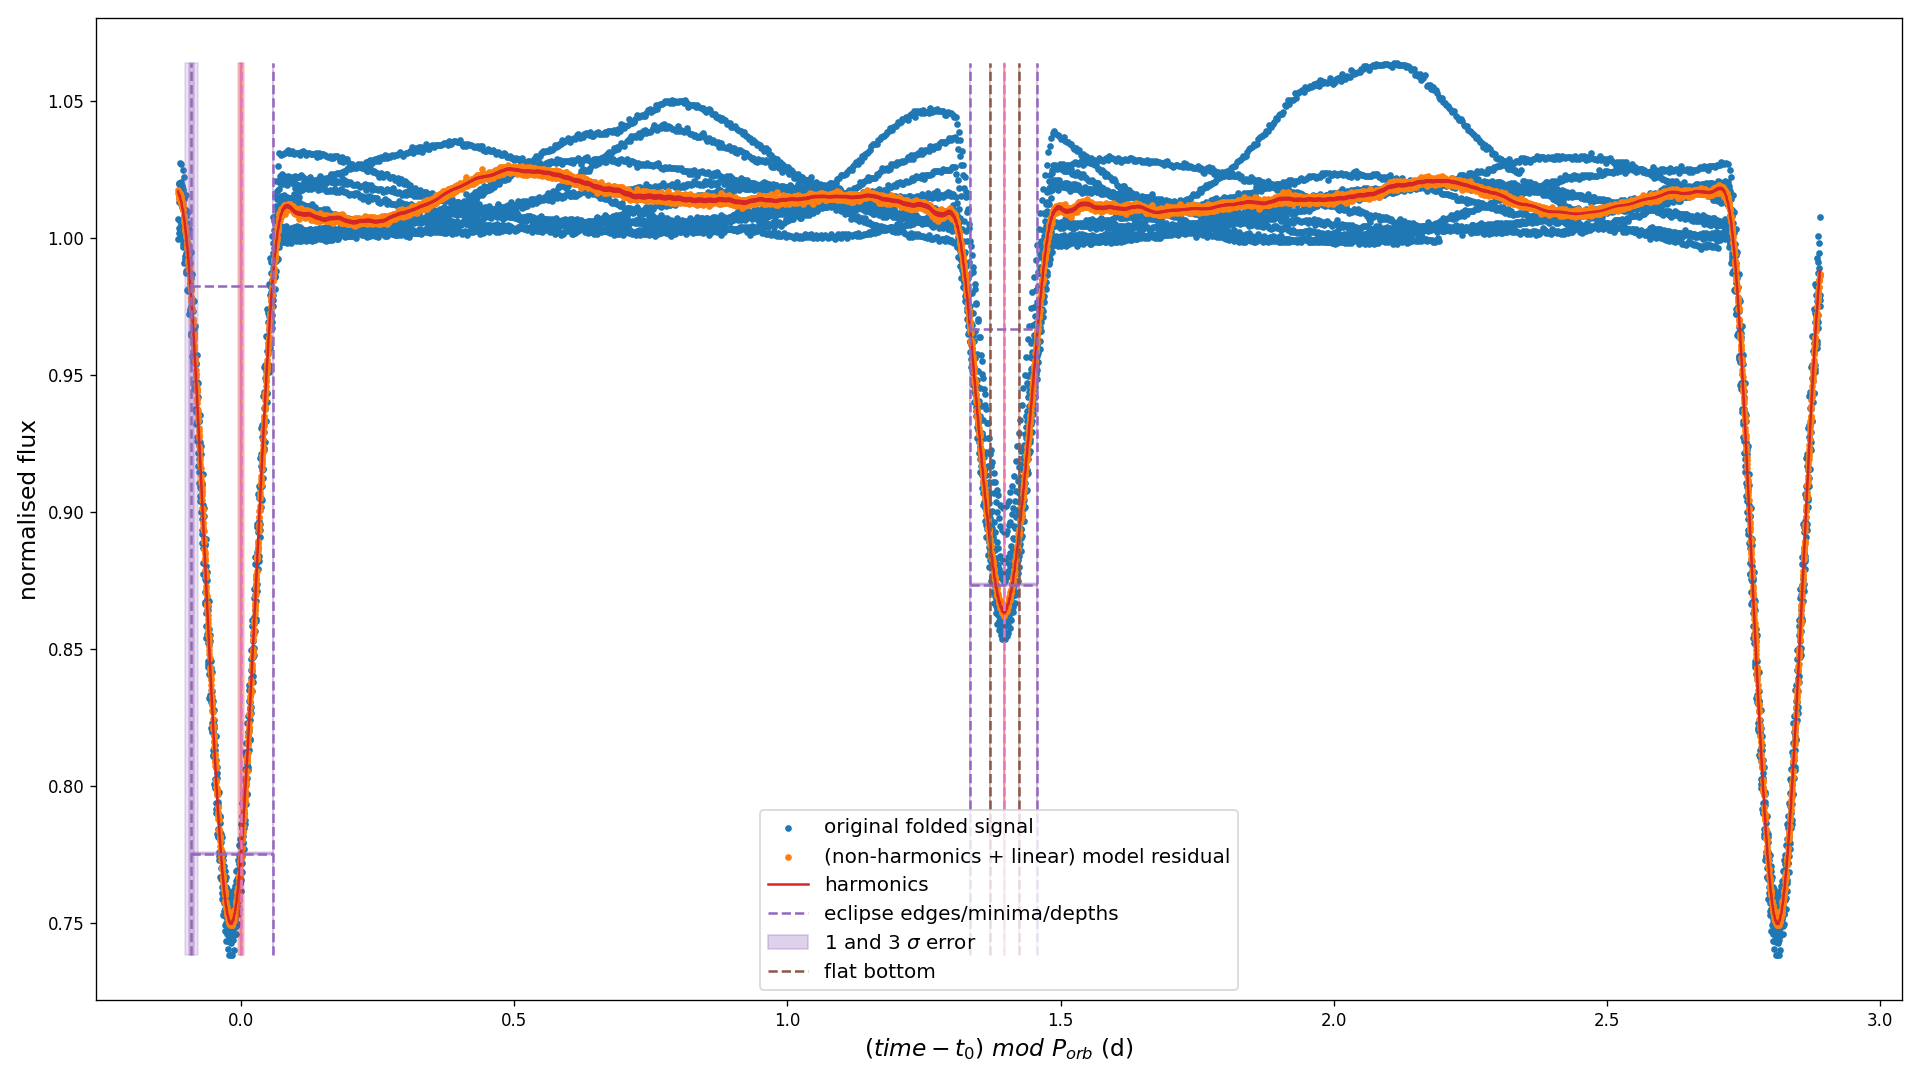 normalised flux
1.05
1.00
0.95
0.90
0.85
0.80
0.75
original folded signal
(non-harmonics + linear) model residual
harmonics
eclipse edges/minima/depths
1 and 3 σ error
flat bottom
0.0 0.5 1.0 1.5 2.0 2.5 3.0
(time − t₀) mod Pₒᵣb (d)